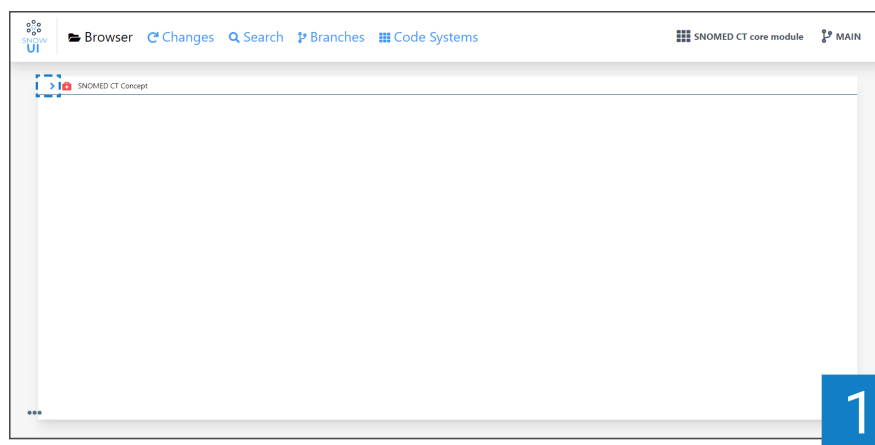 SNOW
UI
Browser Changes Search Branches Code Systems SNOMED CT core module MAIN
SNOMED CT Concept
1